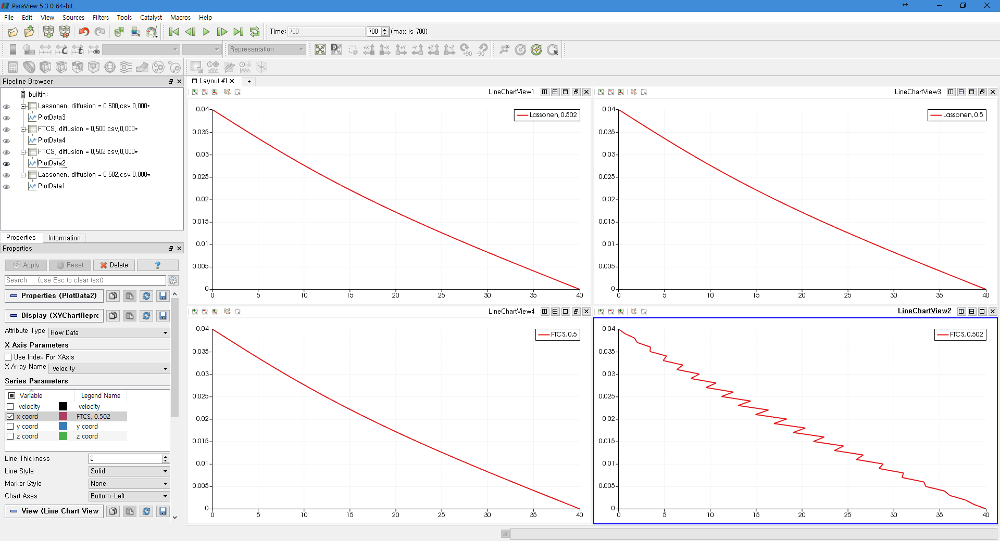 ParaView 5.3.0 64-bit
File Edit View Sources Filters Tools Catalyst Macros Help
Time: 700 700 (max is 700)
Representation
+X -X +Y -Y +Z -Z +90 -90
Pipeline Browser
builtin:
Lassonen, diffusion = 0,500,csv,0,000*
PlotData3
FTCS, diffusion = 0,500,csv,0,000*
PlotData4
FTCS, diffusion = 0,502,csv,0,000*
PlotData2
Lassonen, diffusion = 0,502,csv,0,000*
PlotData1
Properties Information
Properties
Apply Reset Delete ?
Search ... (use Esc to clear text)
Properties (PlotData2)
Display (XYChartRepre
Attribute Type Row Data
X Axis Parameters
Use Index For XAxis
X Array Name velocity
Series Parameters
Variable Legend Name
velocity velocity
x coord FTCS, 0.502
y coord y coord
z coord z coord
Line Thickness 2
Line Style Solid
Marker Style None
Chart Axes Bottom-Left
View (Line Chart View
Layout #1 +
LineChartView1
Lassonen, 0.502
0.04
0.035
0.03
0.025
0.02
0.015
0.01
0.005
0
0 5 10 15 20 25 30 35 40
LineChartView3
Lassonen, 0.5
0.04
0.035
0.03
0.025
0.02
0.015
0.01
0.005
0
0 5 10 15 20 25 30 35 40
LineChartView4
FTCS, 0.5
0.04
0.035
0.03
0.025
0.02
0.015
0.01
0.005
0
0 5 10 15 20 25 30 35 40
LineChartView2
FTCS, 0.502
0.04
0.035
0.03
0.025
0.02
0.015
0.01
0.005
0
0 5 10 15 20 25 30 35 40